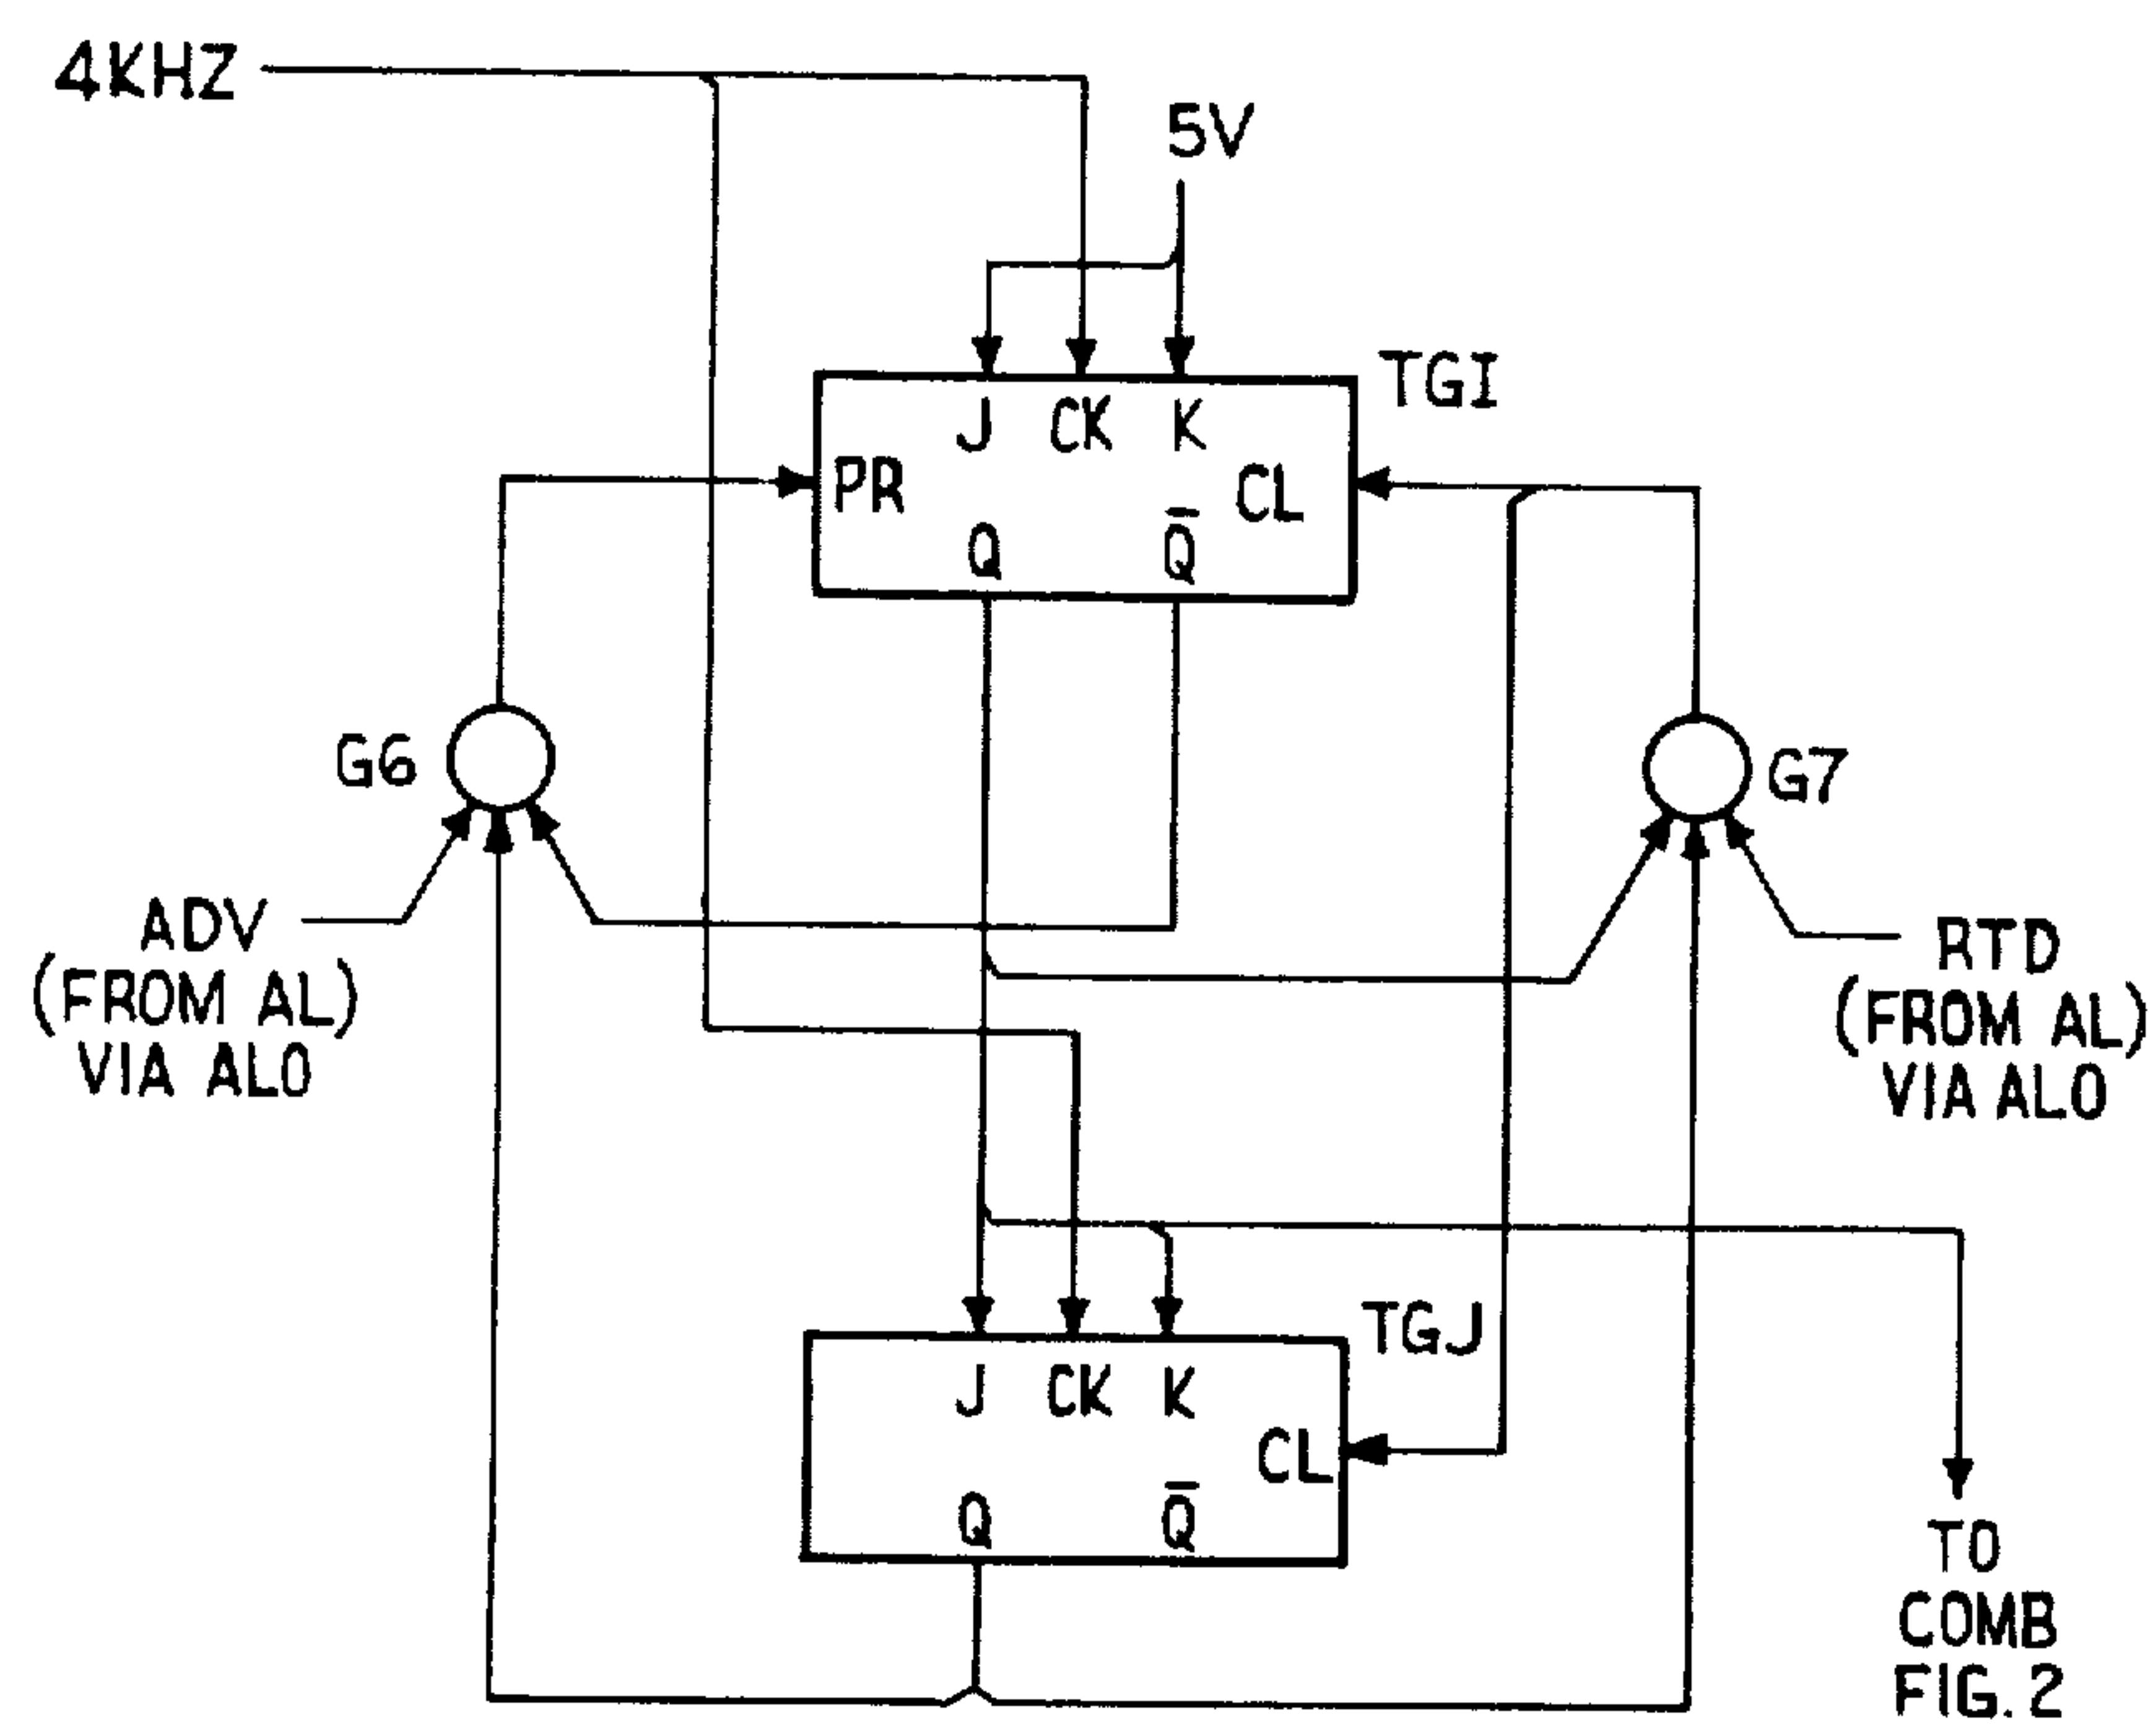 4KHZ
5V
TGI
J CK K
PR CL
Q Q̄
G6
G7
ADV
(FROM AL)
VIA ALO
RTD
(FROM AL)
VIA ALO
TGJ
J CK K
CL
Q Q̄
TO
COMB
FIG. 2